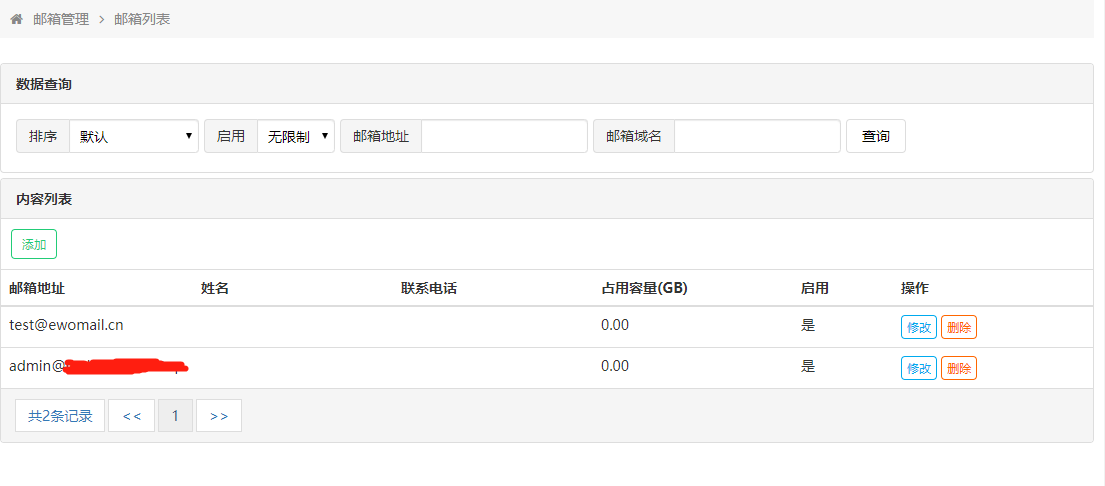 邮箱管理 > 邮箱列表
数据查询
排序 默认 启用 无限制 邮箱地址 邮箱域名 查询
内容列表
添加
邮箱地址 姓名 联系电话 占用容量(GB) 启用 操作
test@ewomail.cn 0.00 是 修改 删除
admin@ 0.00 是 修改 删除
共2条记录 << 1 >>